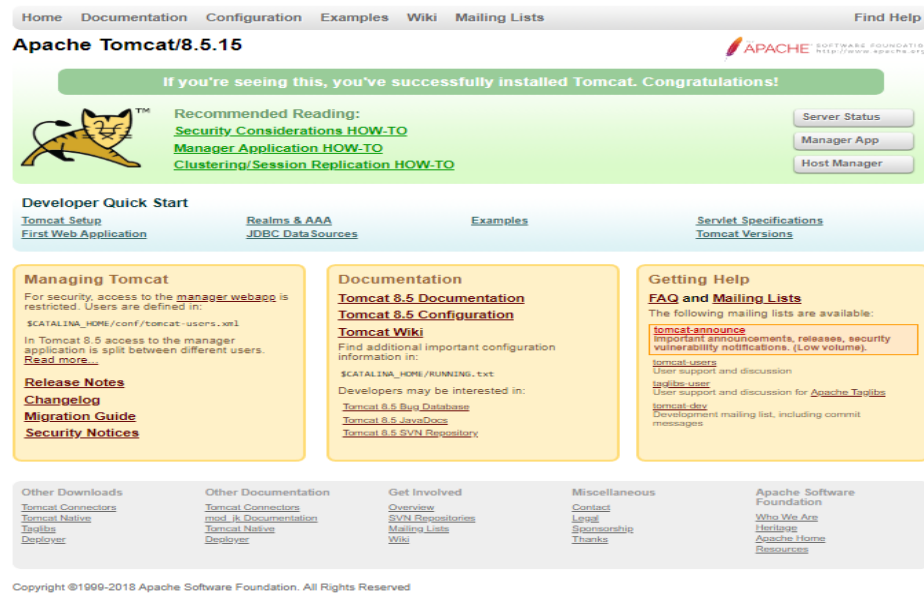 Home Documentation Configuration Examples Wiki Mailing Lists Find Help
Apache Tomcat/8.5.15
APACHE SOFTWARE FOUNDATION
http://www.apache.org
If you're seeing this, you've successfully installed Tomcat. Congratulations!
TM
Recommended Reading:
Security Considerations HOW-TO
Manager Application HOW-TO
Clustering/Session Replication HOW-TO
Server Status
Manager App
Host Manager
Developer Quick Start
Tomcat Setup
First Web Application
Realms & AAA
JDBC DataSources
Examples
Servlet Specifications
Tomcat Versions
Managing Tomcat
For security, access to the manager webapp is
restricted. Users are defined in:
$CATALINA_HOME/conf/tomcat-users.xml
In Tomcat 8.5 access to the manager
application is split between different users.
Read more...
Release Notes
Changelog
Migration Guide
Security Notices
Documentation
Tomcat 8.5 Documentation
Tomcat 8.5 Configuration
Tomcat Wiki
Find additional important configuration
information in:
$CATALINA_HOME/RUNNING.txt
Developers may be interested in:
Tomcat 8.5 Bug Database
Tomcat 8.5 JavaDocs
Tomcat 8.5 SVN Repository
Getting Help
FAQ and Mailing Lists
The following mailing lists are available:
tomcat-announce
Important announcements, releases, security
vulnerability notifications. (Low volume).
tomcat-users
User support and discussion
taglibs-user
User support and discussion for Apache Taglibs
tomcat-dev
Development mailing list, including commit
messages
Other Downloads
Tomcat Connectors
Tomcat Native
Taglibs
Deployer
Other Documentation
Tomcat Connectors
mod_jk Documentation
Tomcat Native
Deployer
Get Involved
Overview
SVN Repositories
Mailing Lists
Wiki
Miscellaneous
Contact
Legal
Sponsorship
Thanks
Apache Software
Foundation
Who We Are
Heritage
Apache Home
Resources
Copyright ©1999-2018 Apache Software Foundation. All Rights Reserved